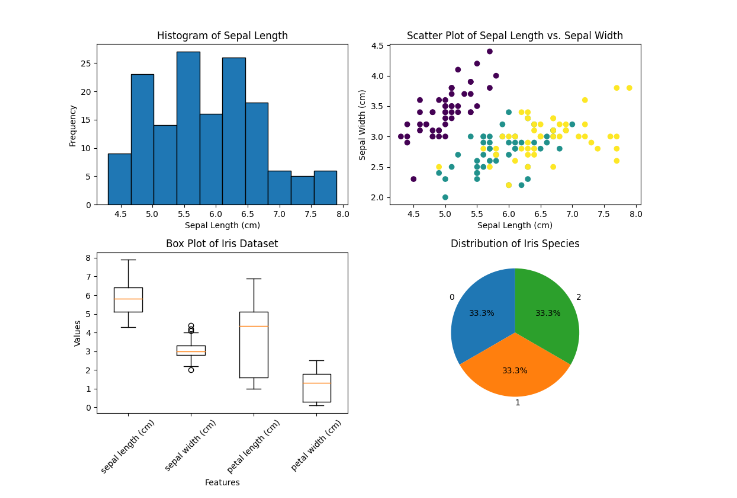 Histogram of Sepal Length
Frequency
25
20
15
10
5
0
4.5 5.0 5.5 6.0 6.5 7.0 7.5 8.0
Sepal Length (cm)
Scatter Plot of Sepal Length vs. Sepal Width
Sepal Width (cm)
4.5
4.0
3.5
3.0
2.5
2.0
4.5 5.0 5.5 6.0 6.5 7.0 7.5 8.0
Sepal Length (cm)
Box Plot of Iris Dataset
Values
8
7
6
5
4
3
2
1
0
sepal length (cm)
sepal width (cm)
petal length (cm)
petal width (cm)
Features
Distribution of Iris Species
0
2
33.3%
33.3%
33.3%
1